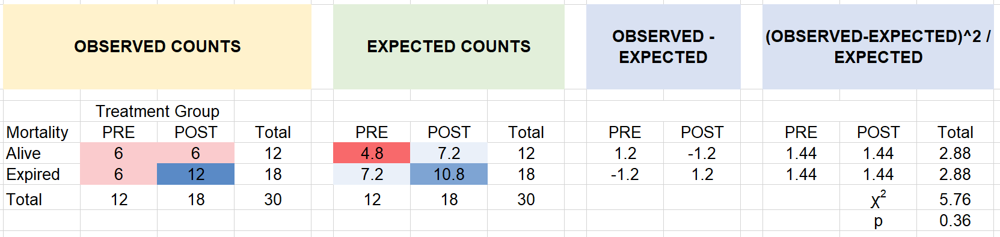 OBSERVED COUNTS
EXPECTED COUNTS
OBSERVED -
EXPECTED
(OBSERVED-EXPECTED)^2 /
EXPECTED
Treatment Group
Mortality PRE POST Total PRE POST Total PRE POST PRE POST Total
Alive 6 6 12 4.8 7.2 12 1.2 -1.2 1.44 1.44 2.88
Expired 6 12 18 7.2 10.8 18 -1.2 1.2 1.44 1.44 2.88
Total 12 18 30 12 18 30 χ² 5.76
p 0.36